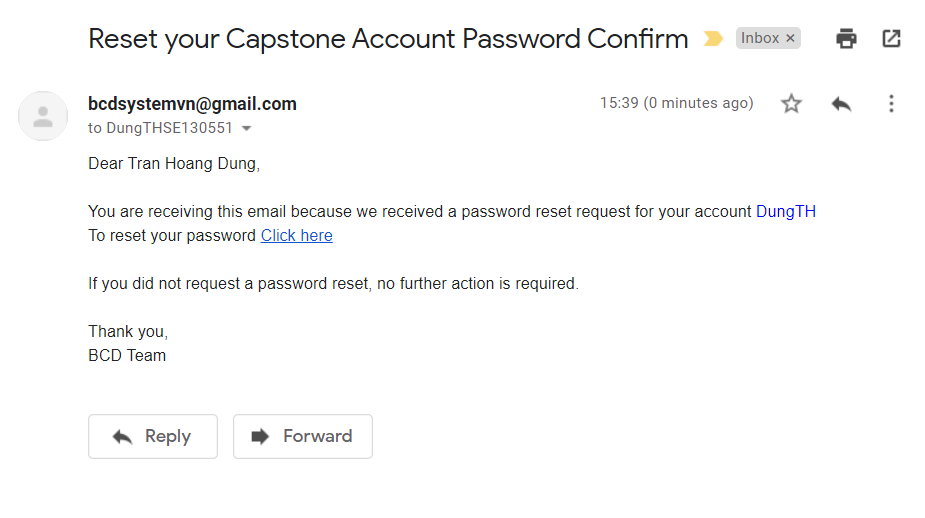 Reset your Capstone Account Password Confirm Inbox ×
bcdsystemvn@gmail.com 15:39 (0 minutes ago)
to DungTHSE130551
Dear Tran Hoang Dung,
You are receiving this email because we received a password reset request for your account DungTH
To reset your password Click here
If you did not request a password reset, no further action is required.
Thank you,
BCD Team
Reply Forward